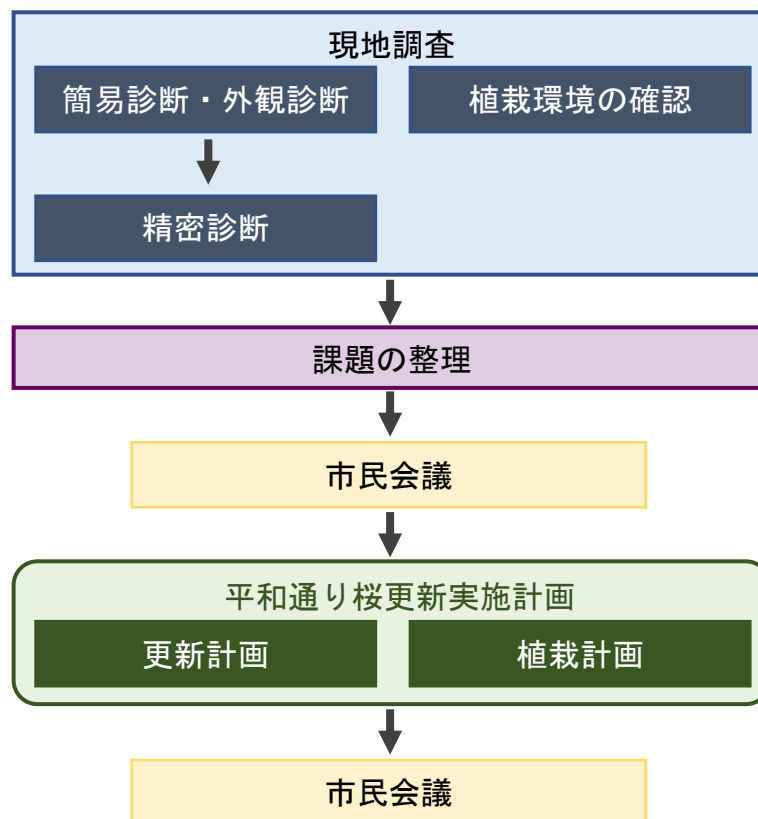 現地調査
簡易診断・外観診断
植栽環境の確認
精密診断
課題の整理
市民会議
平和通り桜更新実施計画
更新計画
植栽計画
市民会議